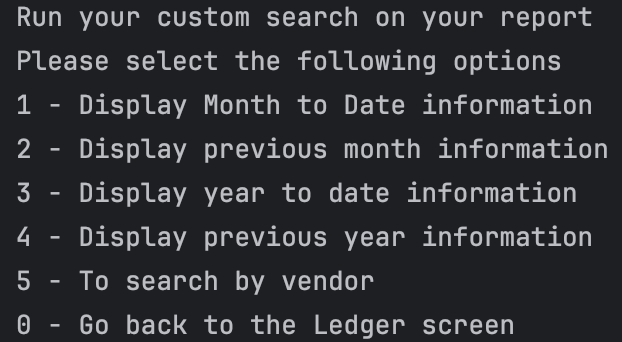 Run your custom search on your report
Please select the following options
1 - Display Month to Date information
2 - Display previous month information
3 - Display year to date information
4 - Display previous year information
5 - To search by vendor
0 - Go back to the Ledger screen